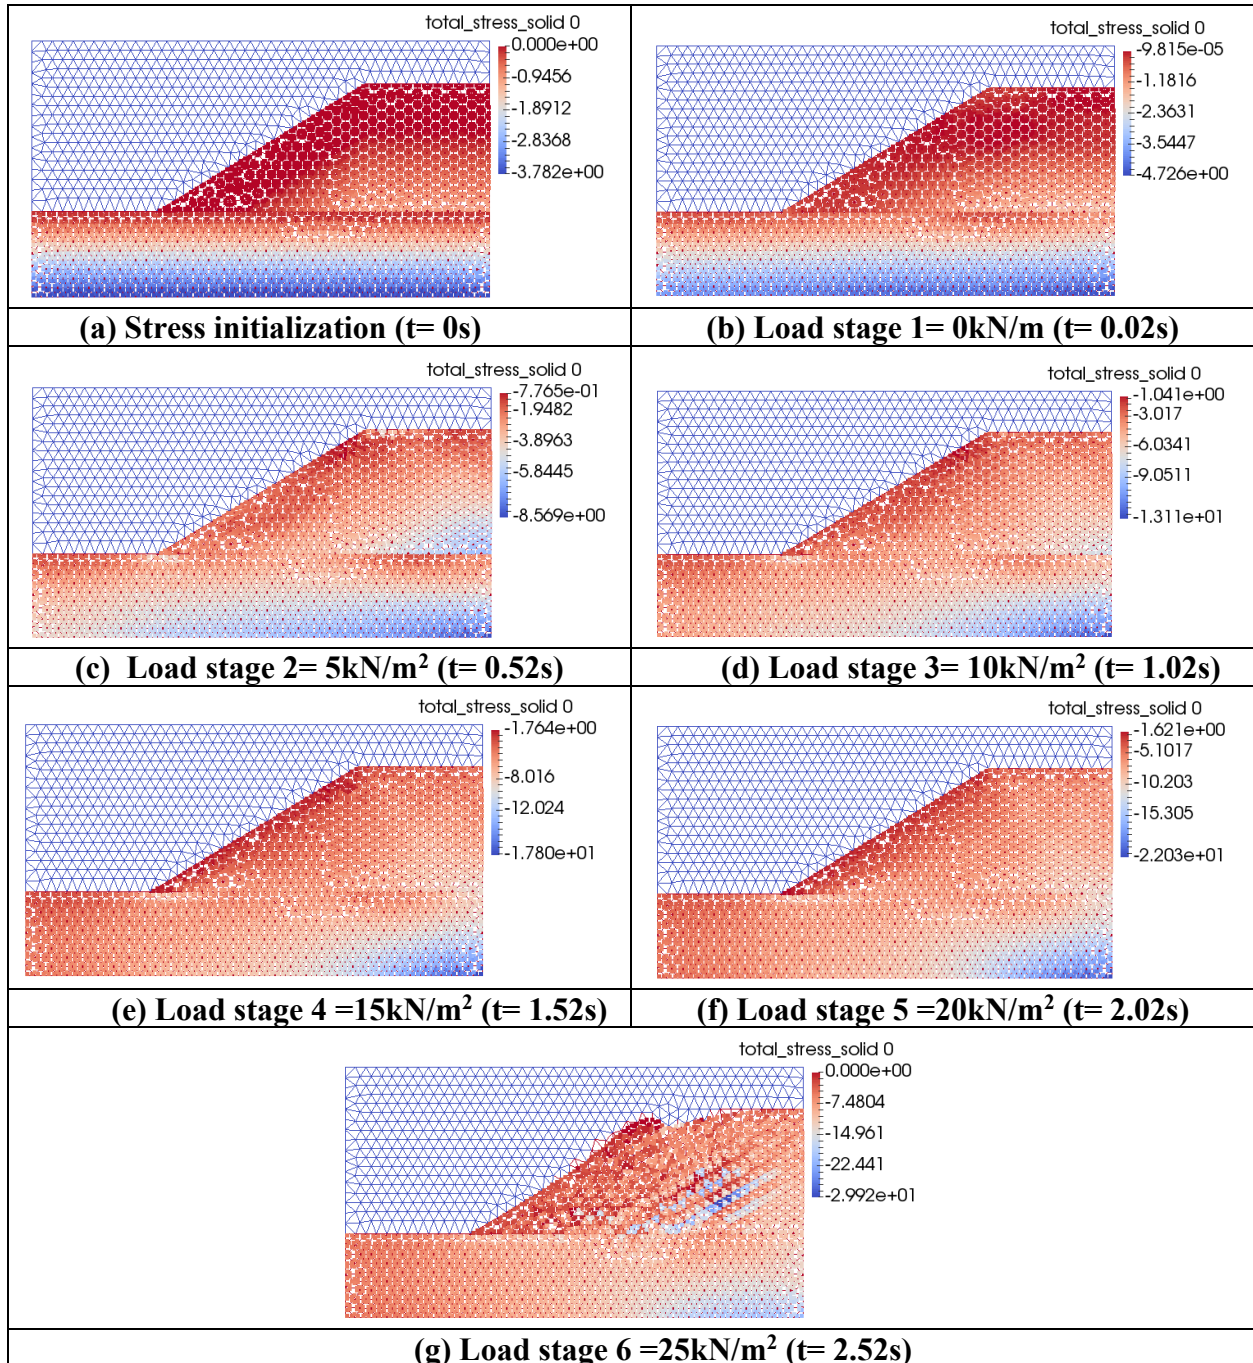 total_stress_solid 0
0.000e+00
-0.9456
-1.8912
-2.8368
-3.782e+00
(a) Stress initialization (t= 0s)
total_stress_solid 0
-9.815e-05
-1.1816
-2.3631
-3.5447
-4.726e+00
(b) Load stage 1= 0kN/m (t= 0.02s)
total_stress_solid 0
-7.765e-01
-1.9482
-3.8963
-5.8445
-8.569e+00
(c) Load stage 2= 5kN/m² (t= 0.52s)
total_stress_solid 0
-1.041e+00
-3.017
-6.0341
-9.0511
-1.311e+01
(d) Load stage 3= 10kN/m² (t= 1.02s)
total_stress_solid 0
-1.764e+00
-8.016
-12.024
-1.780e+01
(e) Load stage 4 =15kN/m² (t= 1.52s)
total_stress_solid 0
-1.621e+00
-5.1017
-10.203
-15.305
-2.203e+01
(f) Load stage 5 =20kN/m² (t= 2.02s)
total_stress_solid 0
0.000e+00
-7.4804
-14.961
-22.441
-2.992e+01
(g) Load stage 6 =25kN/m² (t= 2.52s)